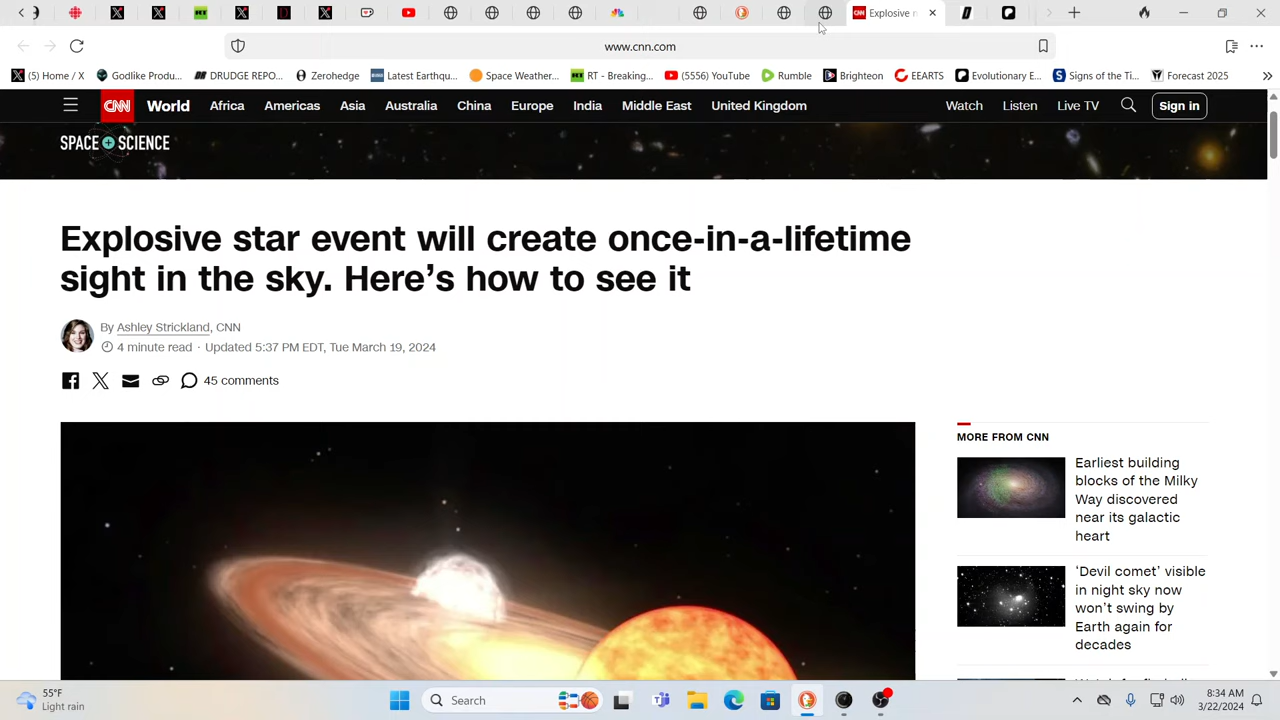 Explosive n
www.cnn.com
(5) Home / X
Godlike Produ...
DRUDGE REPO...
Zerohedge
Latest Earthqu...
Space Weather...
RT - Breaking...
(5556) YouTube
Rumble
Brighteon
EEARTS
Evolutionary E...
Signs of the Ti...
Forecast 2025
CNN World Africa Americas Asia Australia China Europe India Middle East United Kingdom Watch Listen Live TV Sign in
SPACE + SCIENCE
Explosive star event will create once-in-a-lifetime
sight in the sky. Here’s how to see it
By Ashley Strickland, CNN
4 minute read · Updated 5:37 PM EDT, Tue March 19, 2024
45 comments
MORE FROM CNN
Earliest building
blocks of the Milky
Way discovered
near its galactic
heart
‘Devil comet’ visible
in night sky now
won’t swing by
Earth again for
decades
55°F
Light rain
Search
8:34 AM
3/22/2024